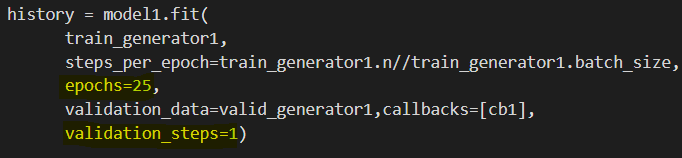 history = model1.fit(
train_generator1,
steps_per_epoch=train_generator1.n//train_generator1.batch_size,
epochs=25,
validation_data=valid_generator1,callbacks=[cb1],
validation_steps=1)